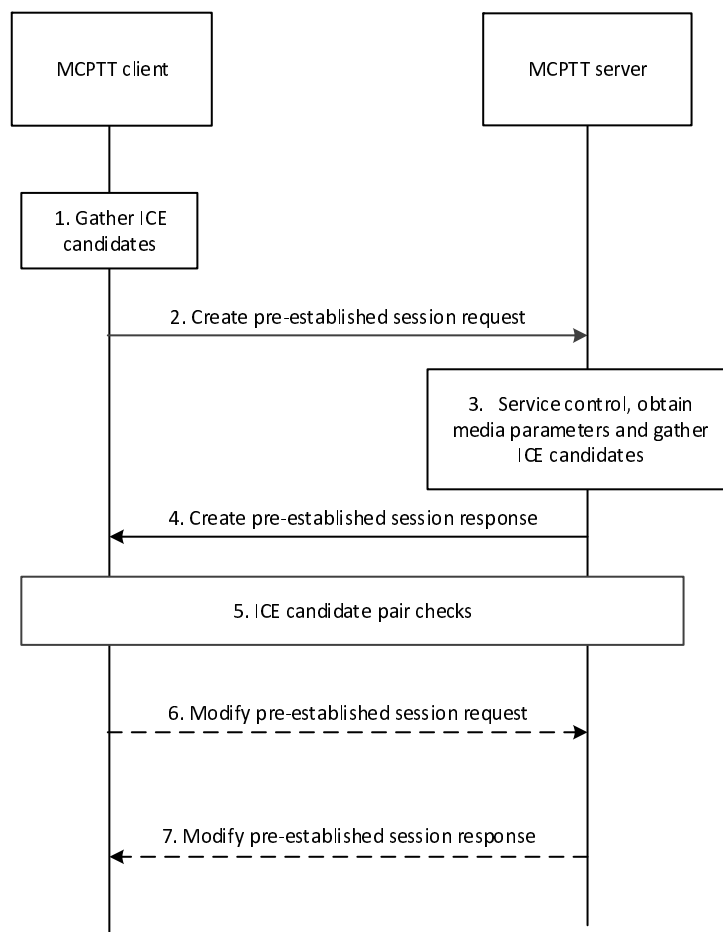 MCPTT client
MCPTT server
1. Gather ICE
candidates
2. Create pre-established session request
3. Service control, obtain
media parameters and gather
ICE candidates
4. Create pre-established session response
5. ICE candidate pair checks
6. Modify pre-established session request
7. Modify pre-established session response